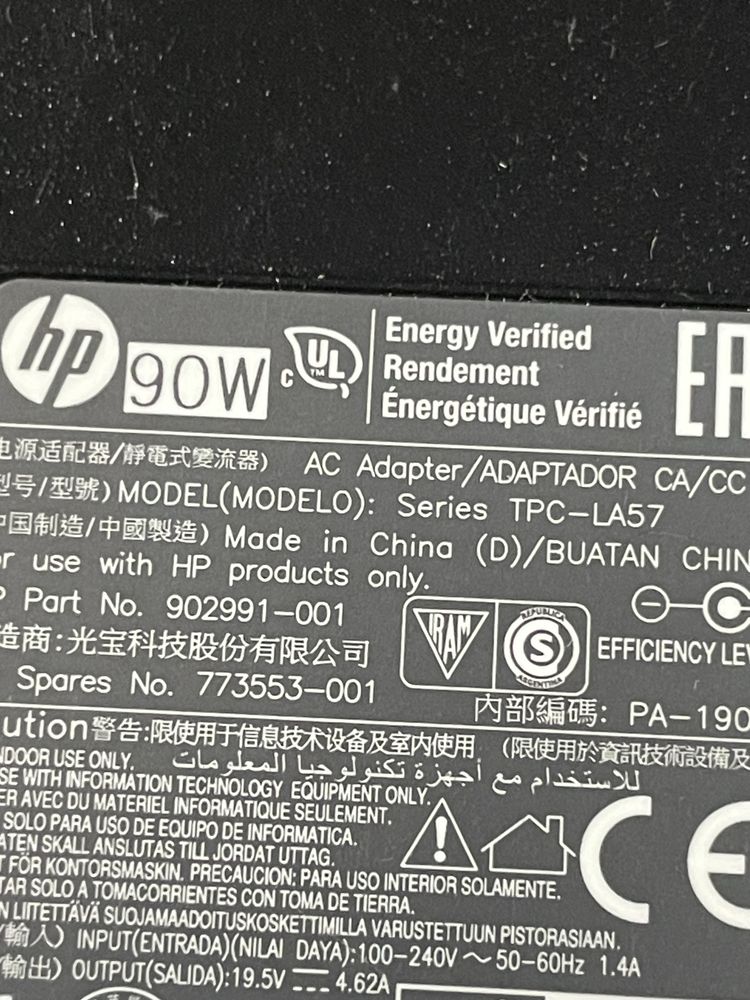 hp 90W c UL Energy Verified
Rendement
Énergétique Vérifié
电源适配器/靜電式變流器) AC Adapter/ADAPTADOR CA/CC
型号/型號) MODEL(MODELO): Series TPC-LA57
中国制造/中國製造) Made in China (D)/BUATAN CHIN
or use with HP products only.
P Part No. 902991-001
造商:光宝科技股份有限公司
IRAM S REPUBLICA ARGENTINA
EFFICIENCY LE
Spares No. 773553-001
內部編碼: PA-190
ution警告:限使用于信息技术设备及室内使用 (限使用於資訊技術設備及
NDOOR USE ONLY. للاستخدام مع أجهزة تكنولوجيا المعلومات
SE WITH INFORMATION TECHNOLOGY EQUIPMENT ONLY.
ER AVEC DU MATERIEL INFORMATIQUE SEULEMENT.
SOLO PARA USO DE EQUIPO DE INFORMATICA.
ATEN SKALL ANSLUTAS TILL JORDAT UTTAG.
T FÖR KONTORSMASKIN. PRECAUCION: PARA USO INTERIOR SOLAMENTE.
TAR SOLO A TOMACORRIENTES CON TOMA DE TIERRA.
N LIITETTÄVÄ SUOJAMAADOITUSKOSKETTIMILLA VARUSTETTUUN PISTORASIAAN.
CE
/輸入) INPUT(ENTRADA)(NILAI DAYA):100-240V～50-60Hz 1.4A
/輸出) OUTPUT(SALIDA):19.5V ⎓ 4.62A